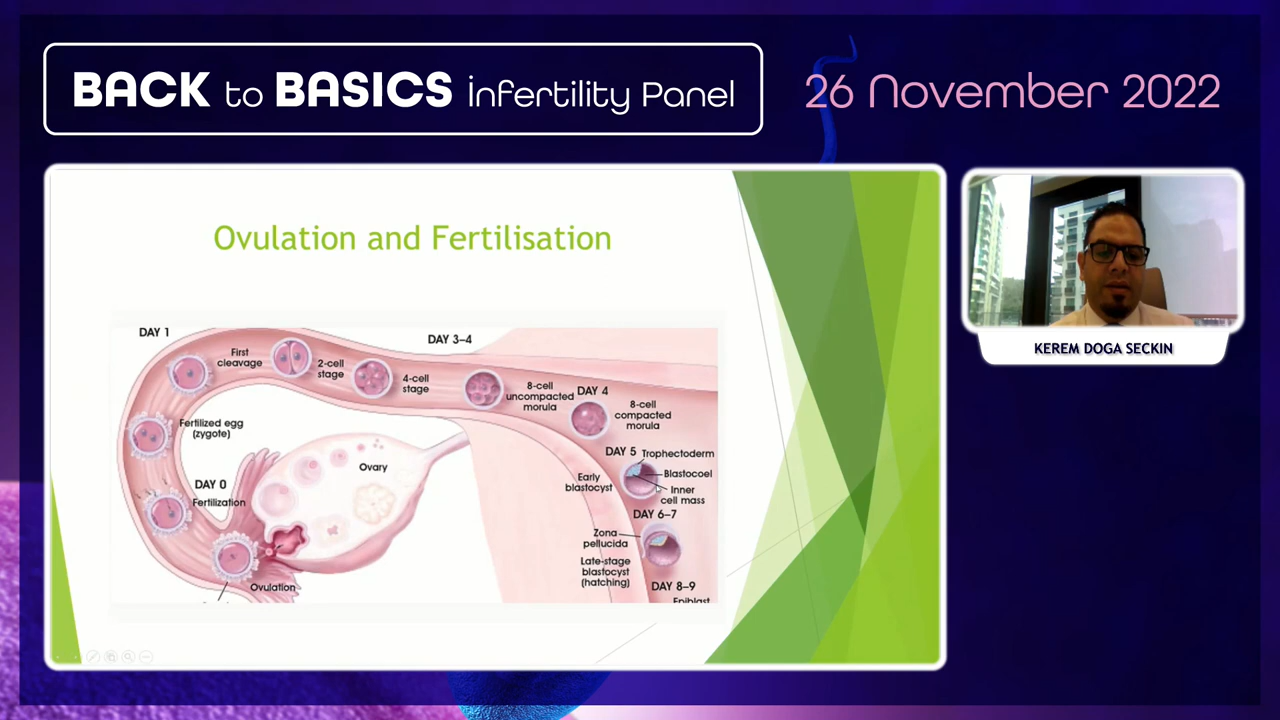 BACK to BASICS infertility Panel
26 November 2022
Ovulation and Fertilisation
DAY 1
First
cleavage
2-cell
stage
4-cell
stage
DAY 3–4
8-cell
uncompacted
morula
DAY 4
8-cell
compacted
morula
DAY 5
Trophectoderm
Blastocoel
Inner
cell mass
Early
blastocyst
DAY 6–7
Zona
pellucida
Late-stage
blastocyst
(hatching)
DAY 8–9
Epiblast
Fertilized egg
(zygote)
DAY 0
Fertilization
Ovary
Ovulation
KEREM DOGA SECKIN